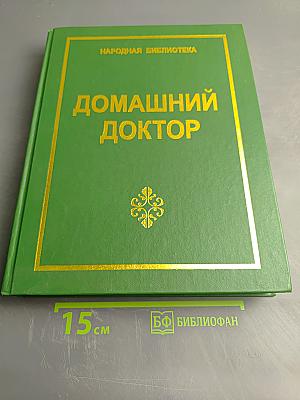 НАРОДНАЯ БИБЛИОТЕКА
ДОМАШНИЙ
ДОКТОР
15 см
БФ БИБЛИОФАН